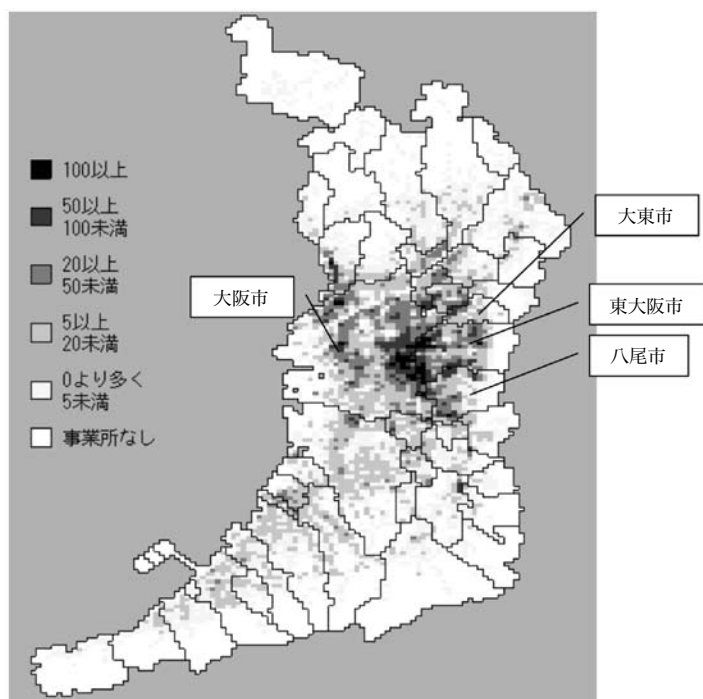 100以上
50以上
100未満
20以上
50未満
5以上
20未満
0より多く
5未満
事業所なし
大阪市
大東市
東大阪市
八尾市